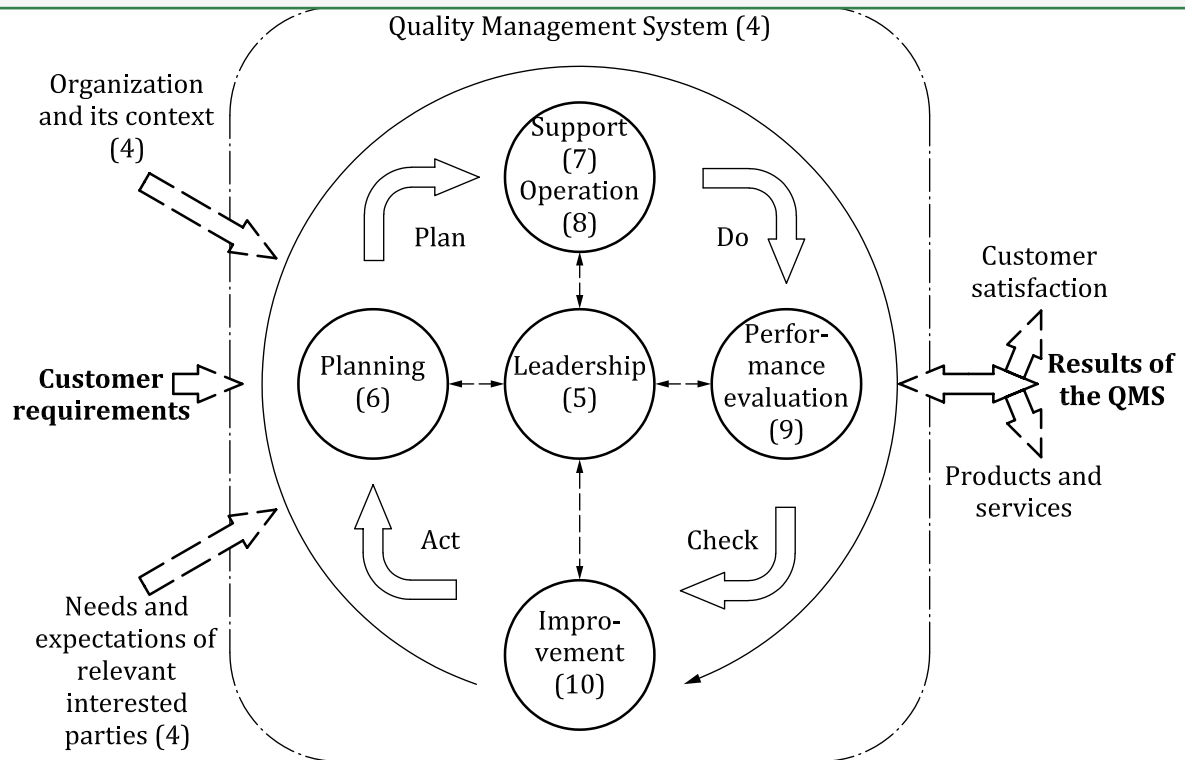 Quality Management System (4)
Organization
and its context
(4)
Support
(7)
Operation
(8)
Plan
Do
Customer
satisfaction
Customer
requirements
Planning
(6)
Leadership
(5)
Perfor-
mance
evaluation
(9)
Results of
the QMS
Products and
services
Act
Check
Needs and
expectations of
relevant
interested
parties (4)
Impro-
vement
(10)